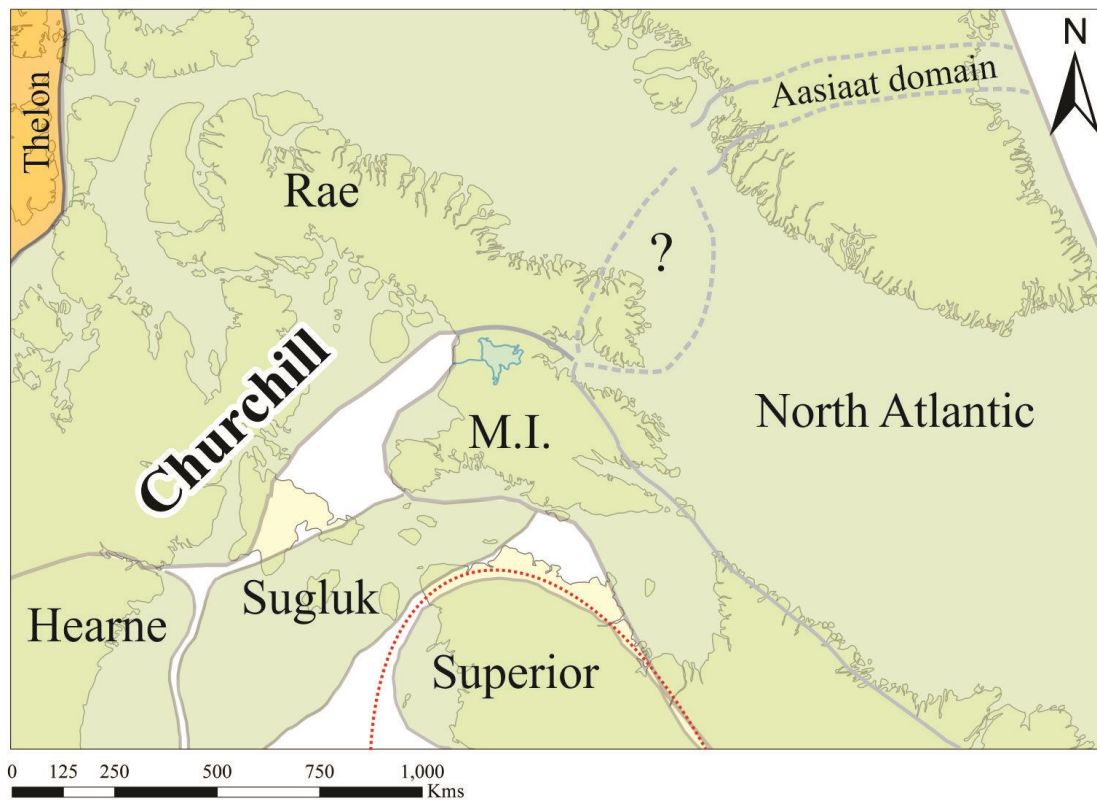 N
Aasiaat domain
Thelon
Rae
?
Churchill
M.I.
North Atlantic
Sugluk
Hearne
Superior
0 125 250 500 750 1,000
Kms